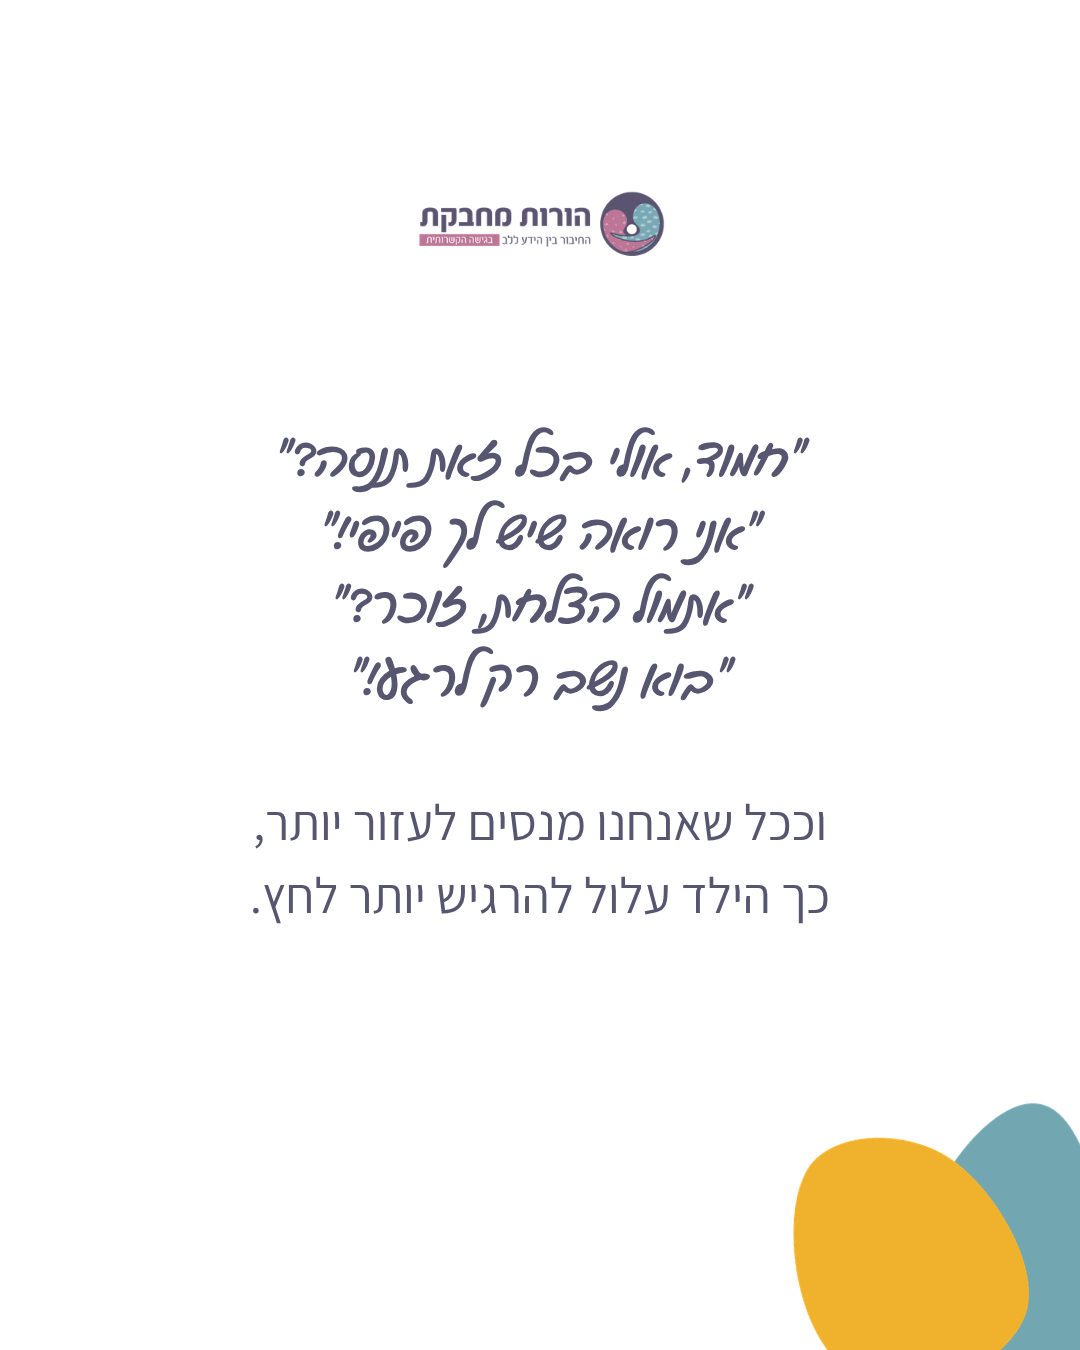 הורות מחבקת
החיבור בין הידע ללב בגישה הקשרותית
"חמוד, אולי בכל זאת תנסה?"
"אני רואה שיש לך פיפי!"
"אתמול הצלחת, זוכר?"
"בוא נשב רק לרגע!"
וככל שאנחנו מנסים לעזור יותר,
כך הילד עלול להרגיש יותר לחץ.